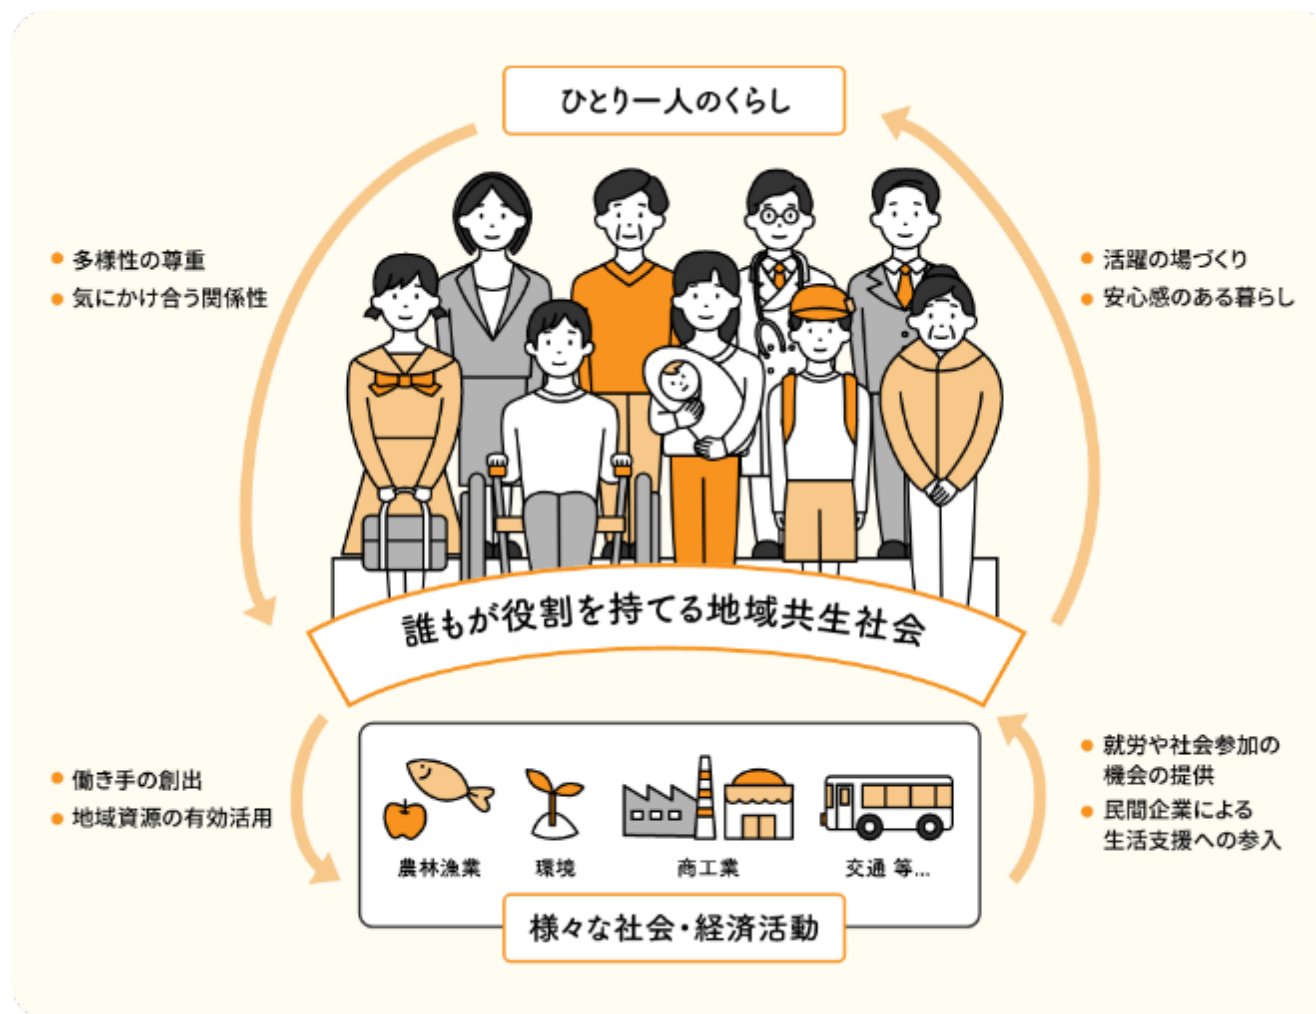 ひとり一人のくらし
● 多様性の尊重
● 気にかけ合う関係性
● 活躍の場づくり
● 安心感のある暮らし
誰もが役割を持てる地域共生社会
● 働き手の創出
● 地域資源の有効活用
● 就労や社会参加の
機会の提供
● 民間企業による
生活支援への参入
農林漁業 環境 商工業 交通 等...
様々な社会・経済活動